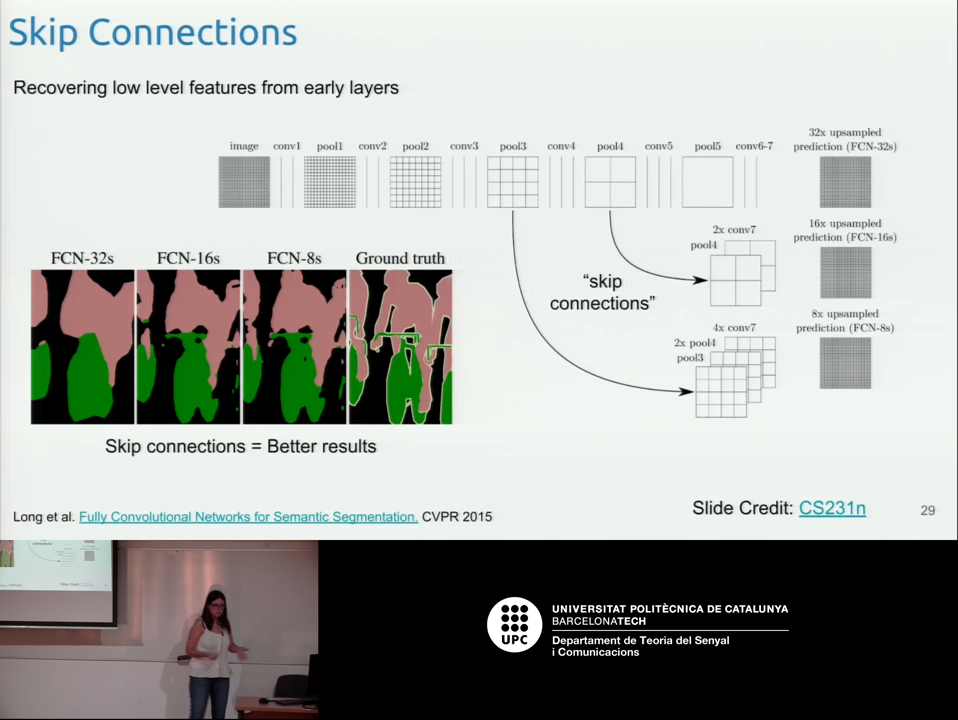 Skip Connections
Recovering low level features from early layers
image conv1 pool1 conv2 pool2 conv3 pool3 conv4 pool4 conv5 pool5 conv6-7
32x upsampled
prediction (FCN-32s)
16x upsampled
prediction (FCN-16s)
2x conv7
pool4
8x upsampled
prediction (FCN-8s)
4x conv7
2x pool4
pool3
“skip
connections”
FCN-32s FCN-16s FCN-8s Ground truth
Skip connections = Better results
Long et al. Fully Convolutional Networks for Semantic Segmentation. CVPR 2015
Slide Credit: CS231n
29
UPC
UNIVERSITAT POLITÈCNICA DE CATALUNYA
BARCELONATECH
Departament de Teoria del Senyal
i Comunicacions